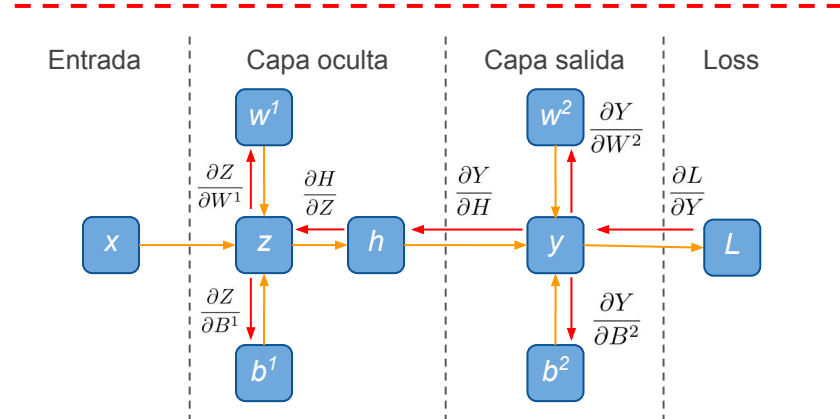 Entrada
Capa oculta
Capa salida
Loss
w¹
w²
∂Y/∂W²
∂Z/∂W¹
∂H/∂Z
∂Y/∂H
∂L/∂Y
x
z
h
y
L
∂Z/∂B¹
∂Y/∂B²
b¹
b²